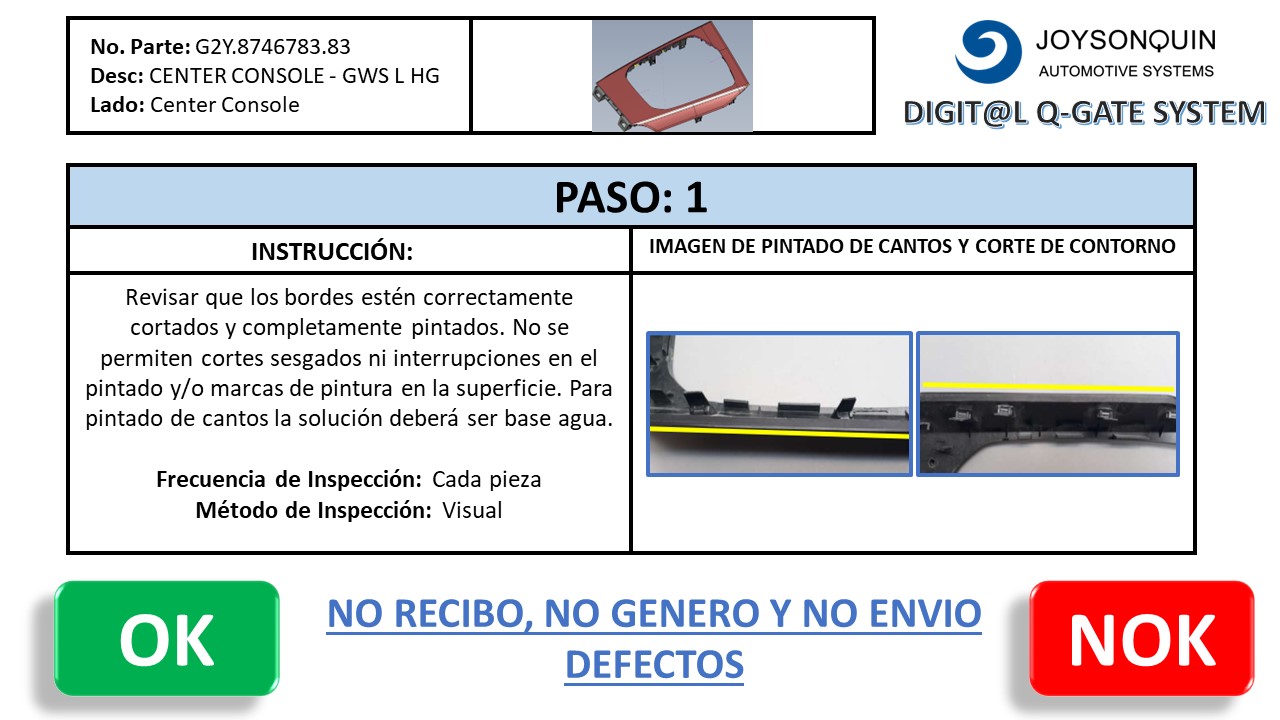 No. Parte: G2Y.8746783.83
Desc: CENTER CONSOLE - GWS L HG
Lado: Center Console
JOYSONQUIN
AUTOMOTIVE SYSTEMS
DIGIT@L Q-GATE SYSTEM
PASO: 1
INSTRUCCIÓN:
IMAGEN DE PINTADO DE CANTOS Y CORTE DE CONTORNO
Revisar que los bordes estén correctamente
cortados y completamente pintados. No se
permiten cortes sesgados ni interrupciones en el
pintado y/o marcas de pintura en la superficie. Para
pintado de cantos la solución deberá ser base agua.
Frecuencia de Inspección: Cada pieza
Método de Inspección: Visual
OK
NO RECIBO, NO GENERO Y NO ENVIO
DEFECTOS
NOK